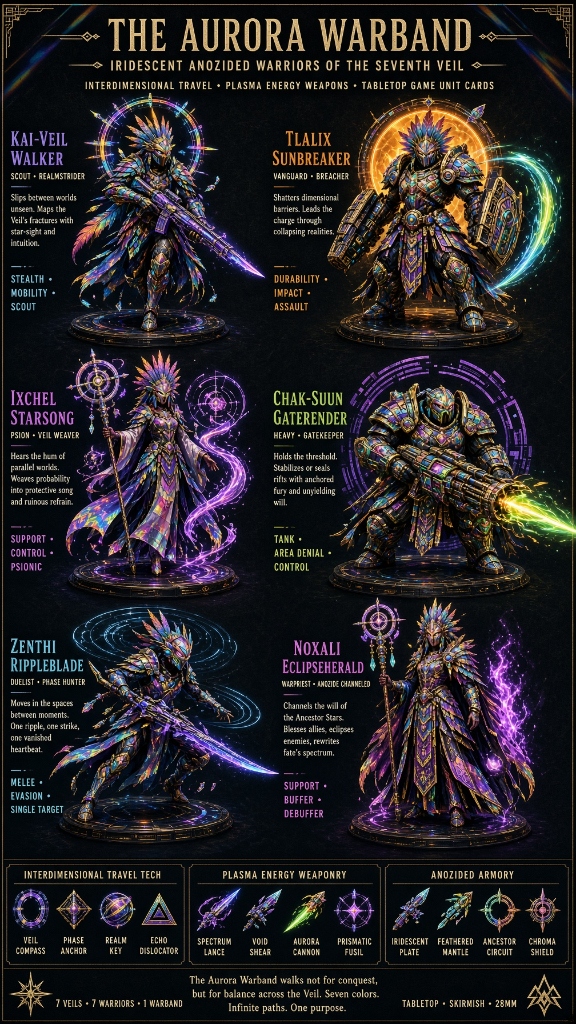 THE AURORA WARBAND
IRIDESCENT ANOZIDED WARRIORS OF THE SEVENTH VEIL
INTERDIMENSIONAL TRAVEL • PLASMA ENERGY WEAPONS • TABLETOP GAME UNIT CARDS
KAI-VEIL
WALKER
SCOUT • REALMSTRIDER
Slips between worlds
unseen. Maps the
Veil's fractures with
star-sight and
intuition.
STEALTH •
MOBILITY •
SCOUT
TLALIX
SUNBREAKER
VANGUARD • BREACHER
Shatters dimensional
barriers. Leads the
charge through
collapsing realities.
DURABILITY •
IMPACT •
ASSAULT
IXCHEL
STARSONG
PSION • VEIL WEAVER
Hears the hum of
parallel worlds.
Weaves probability
into protective song
and ruinous refrain.
SUPPORT •
CONTROL •
PSIONIC
CHAK-SUUN
GATERENDER
HEAVY • GATEKEEPER
Holds the threshold.
Stabilizes or seals
rifts with anchored
fury and unyielding
will.
TANK •
AREA DENIAL •
CONTROL
ZENTHI
RIPPLEBLADE
DUELIST • PHASE HUNTER
Moves in the spaces
between moments.
One ripple, one strike,
one vanished
heartbeat.
MELEE •
EVASION •
SINGLE TARGET
NOXALI
ECLIPSEHERALD
WARPRIEST • ANOZIDE CHANNELED
Channels the will of
the Ancestor Stars.
Blesses allies, eclipses
enemies, rewrites
fate's spectrum.
SUPPORT •
BUFFER •
DEBUFFER
INTERDIMENSIONAL TRAVEL TECH
VEIL
COMPASS
PHASE
ANCHOR
REALM
KEY
ECHO
DISLOCATOR
PLASMA ENERGY WEAPONRY
SPECTRUM
LANCE
VOID
SHEAR
AURORA
CANNON
PRISMATIC
FUSIL
ANOZIDED ARMORY
IRIDESCENT
PLATE
FEATHERED
MANTLE
ANCESTOR
CIRCUIT
CHROMA
SHIELD
7 VEILS • 7 WARRIORS • 1 WARBAND
The Aurora Warband walks not for conquest,
but for balance across the Veil. Seven colors.
Infinite paths. One purpose.
TABLETOP • SKIRMISH • 28MM